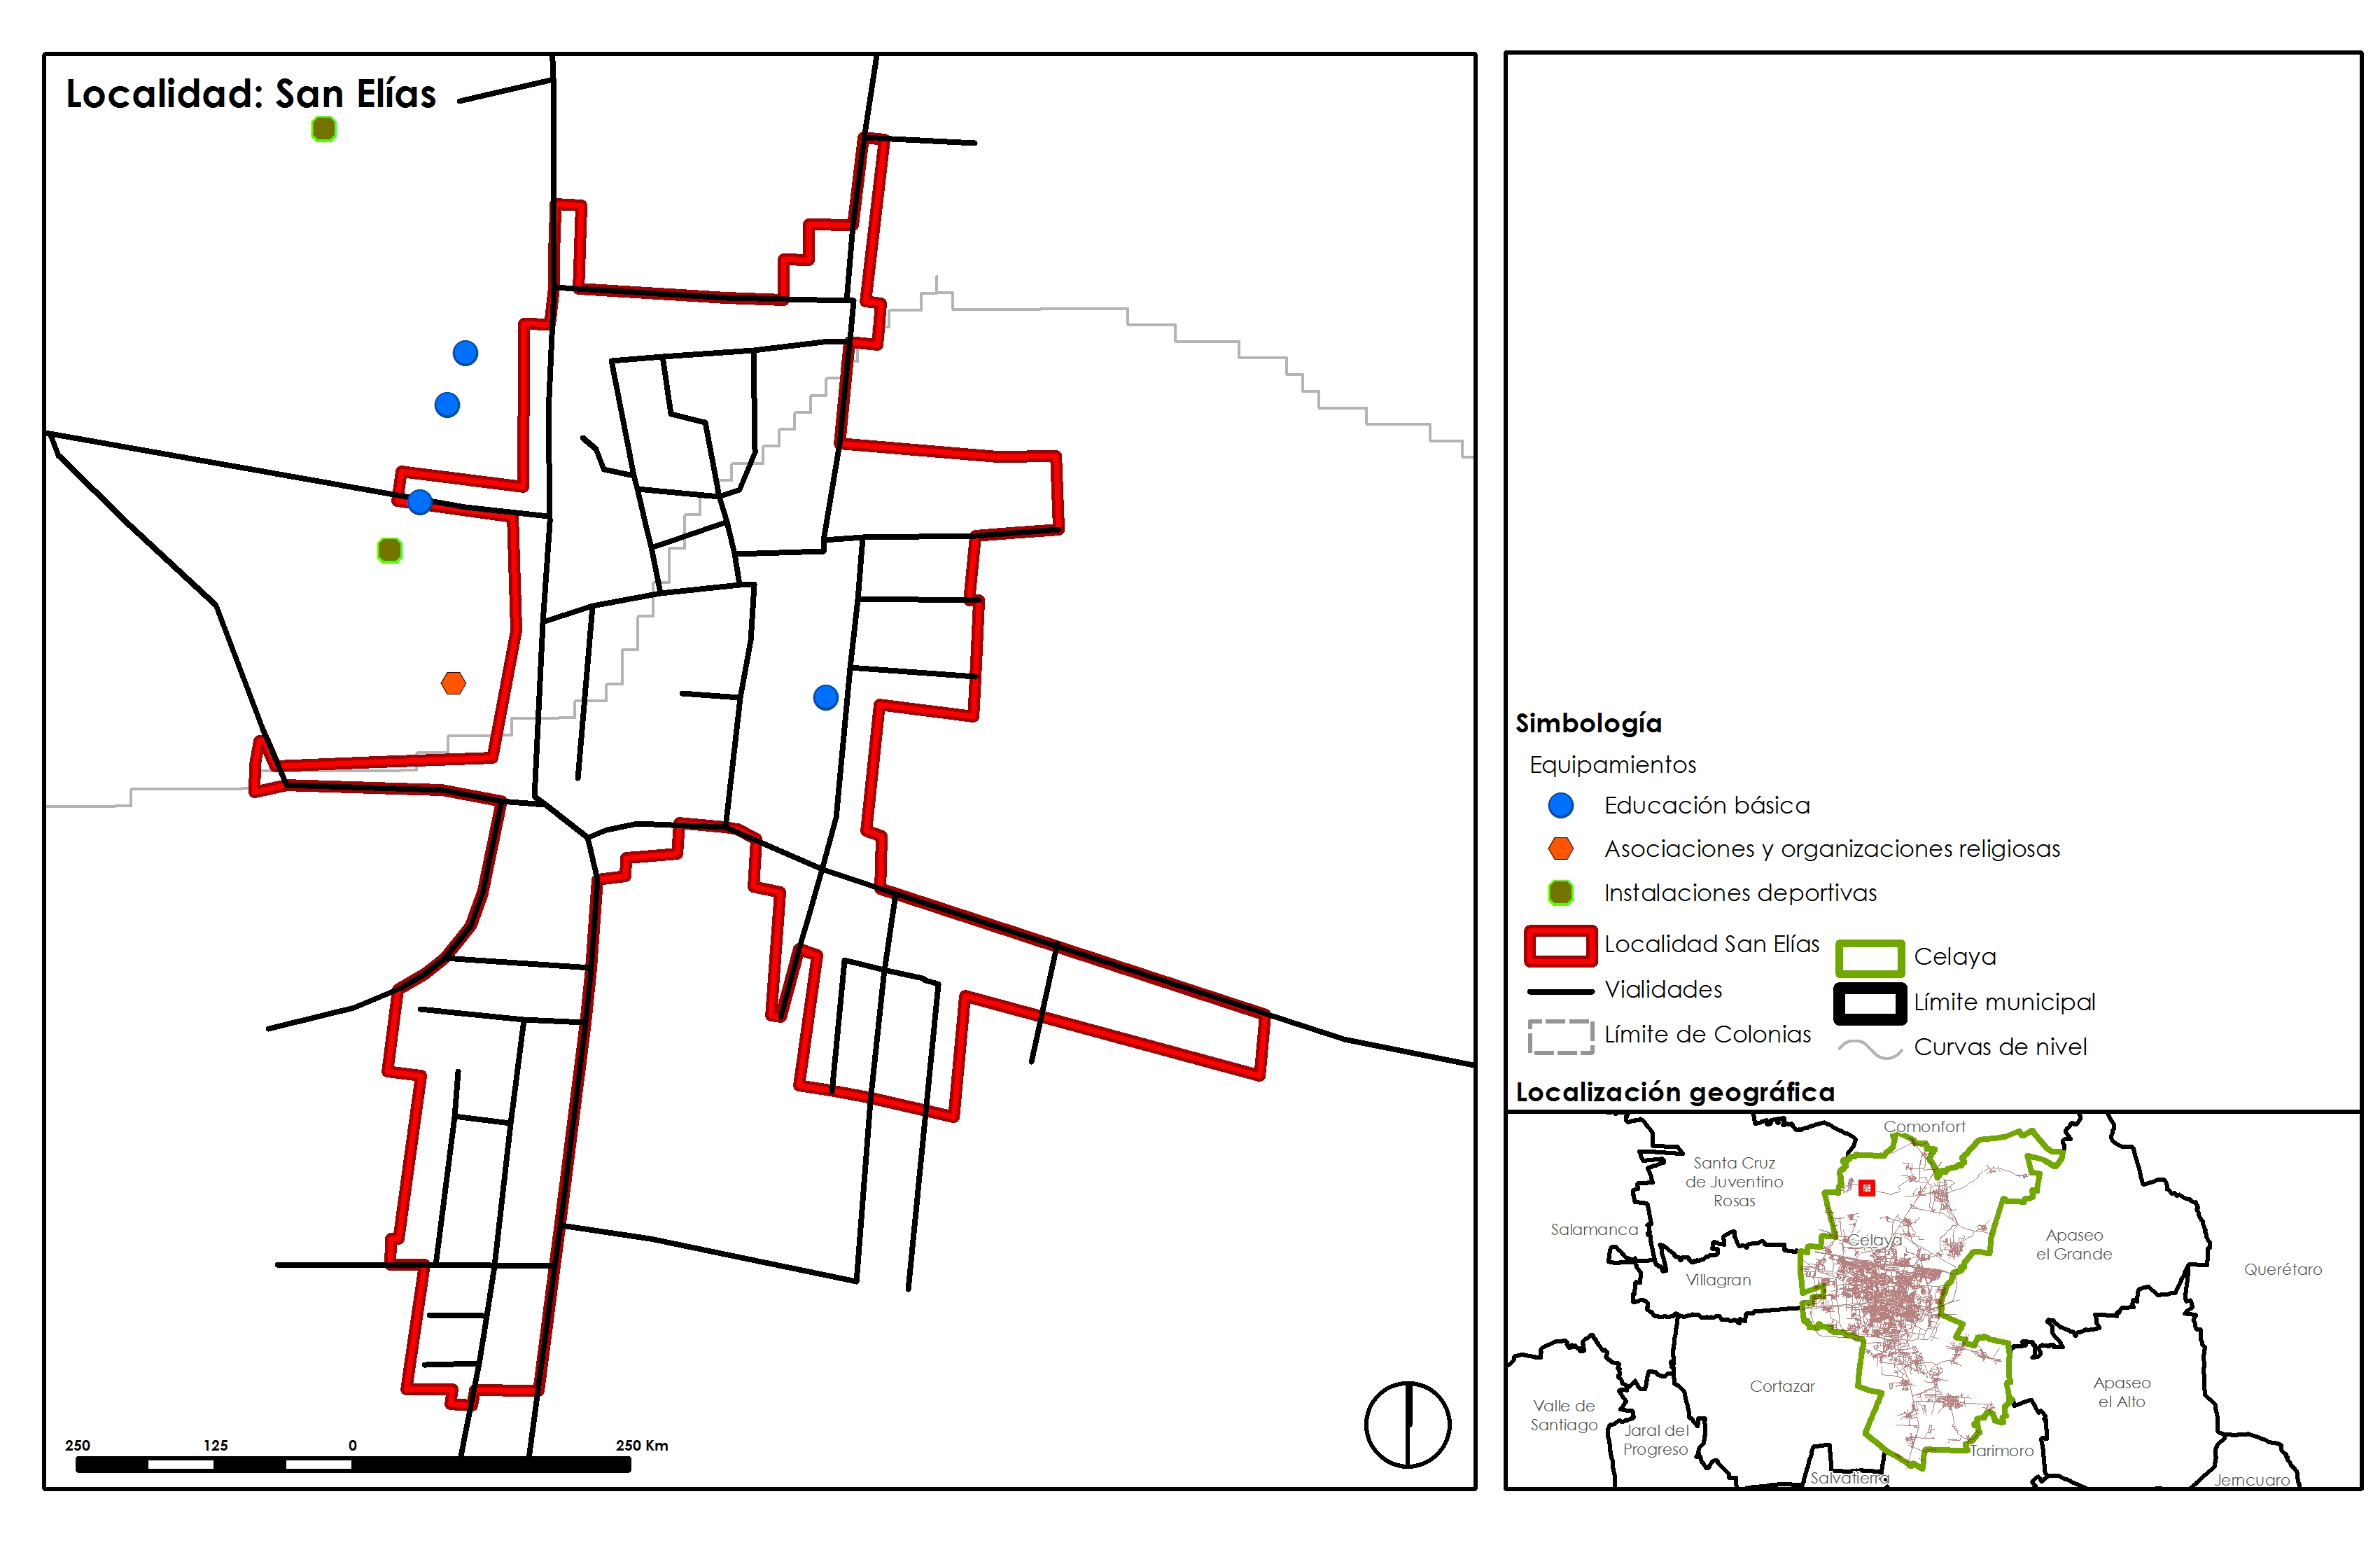 Localidad: San Elías
250 125 0 250 Km
Simbología
Equipamientos
Educación básica
Asociaciones y organizaciones religiosas
Instalaciones deportivas
Localidad San Elías
Vialidades
Límite de Colonias
Celaya
Límite municipal
Curvas de nivel
Localización geográfica
Comonfort
Santa Cruz
de Juventino
Rosas
Salamanca
Celaya
Apaseo
el Grande
Villagran
Querétaro
Cortazar
Apaseo
el Alto
Valle de
Santiago
Jaral del
Progreso
Tarimoro
Salvatierra
Jerncuaro